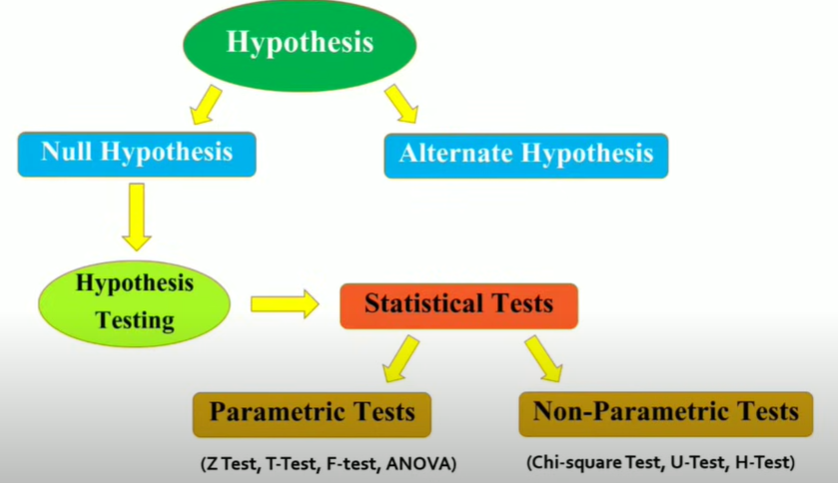 Hypothesis
Null Hypothesis
Alternate Hypothesis
Hypothesis
Testing
Statistical Tests
Parametric Tests
Non-Parametric Tests
(Z Test, T-Test, F-test, ANOVA)
(Chi-square Test, U-Test, H-Test)